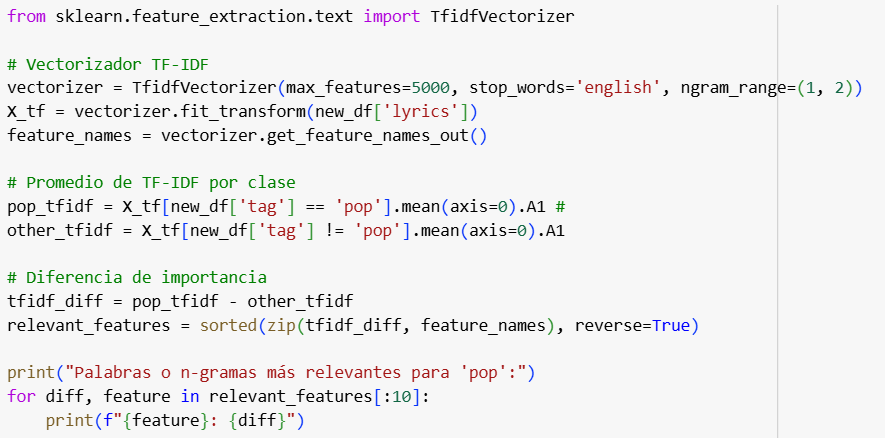 from sklearn.feature_extraction.text import TfidfVectorizer
# Vectorizador TF-IDF
vectorizer = TfidfVectorizer(max_features=5000, stop_words='english', ngram_range=(1, 2))
X_tf = vectorizer.fit_transform(new_df['lyrics'])
feature_names = vectorizer.get_feature_names_out()
# Promedio de TF-IDF por clase
pop_tfidf = X_tf[new_df['tag'] == 'pop'].mean(axis=0).A1 #
other_tfidf = X_tf[new_df['tag'] != 'pop'].mean(axis=0).A1
# Diferencia de importancia
tfidf_diff = pop_tfidf - other_tfidf
relevant_features = sorted(zip(tfidf_diff, feature_names), reverse=True)
print("Palabras o n-gramas más relevantes para 'pop':")
for diff, feature in relevant_features[:10]:
    print(f"{feature}: {diff}")